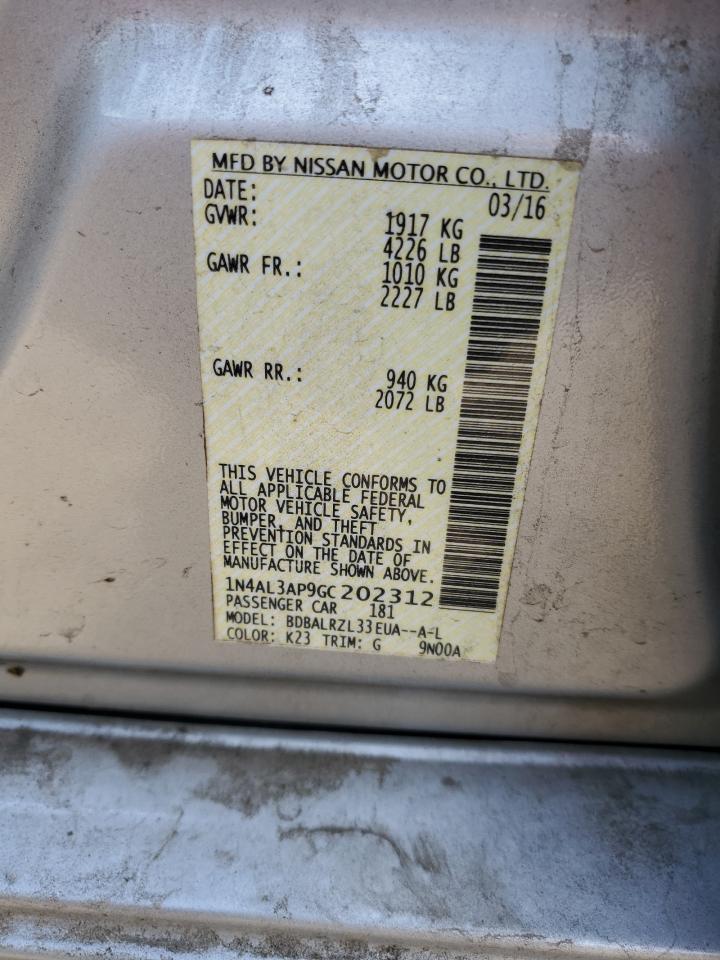 MFD BY NISSAN MOTOR CO., LTD.
DATE: 03/16
GVWR: 1917 KG
4226 LB
GAWR FR.: 1010 KG
2227 LB
GAWR RR.: 940 KG
2072 LB
THIS VEHICLE CONFORMS TO
ALL APPLICABLE FEDERAL
MOTOR VEHICLE SAFETY,
BUMPER, AND THEFT
PREVENTION STANDARDS IN
EFFECT ON THE DATE OF
MANUFACTURE SHOWN ABOVE.
1N4AL3AP9GC202312
PASSENGER CAR 181
MODEL: BDBALRZL33EUA--A-L
COLOR: K23 TRIM: G 9N00A